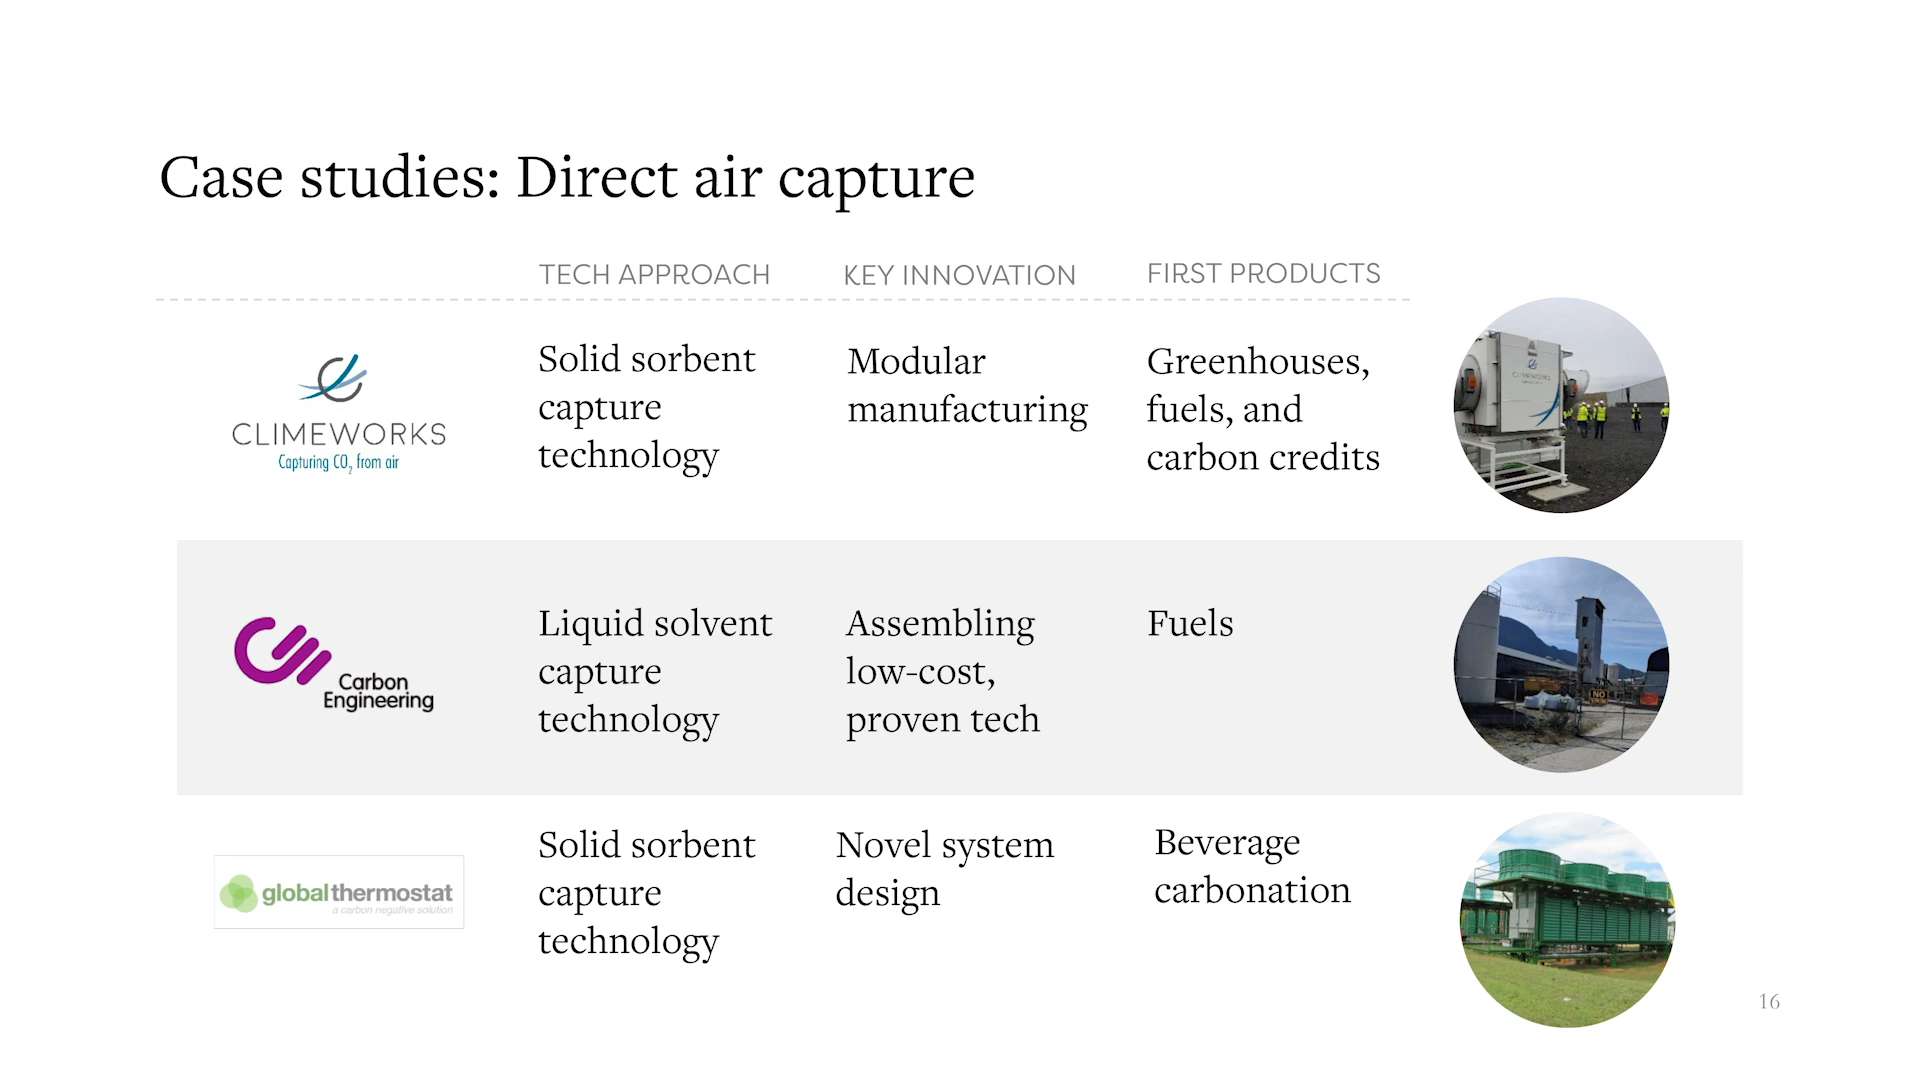 Case studies: Direct air capture
TECH APPROACH
KEY INNOVATION
FIRST PRODUCTS
CLIMEWORKS
Capturing CO2 from air
Solid sorbent
capture
technology
Modular
manufacturing
Greenhouses,
fuels, and
carbon credits
Carbon
Engineering
Liquid solvent
capture
technology
Assembling
low-cost,
proven tech
Fuels
NO
globalthermostat
a carbon negative solution
Solid sorbent
capture
technology
Novel system
design
Beverage
carbonation
16